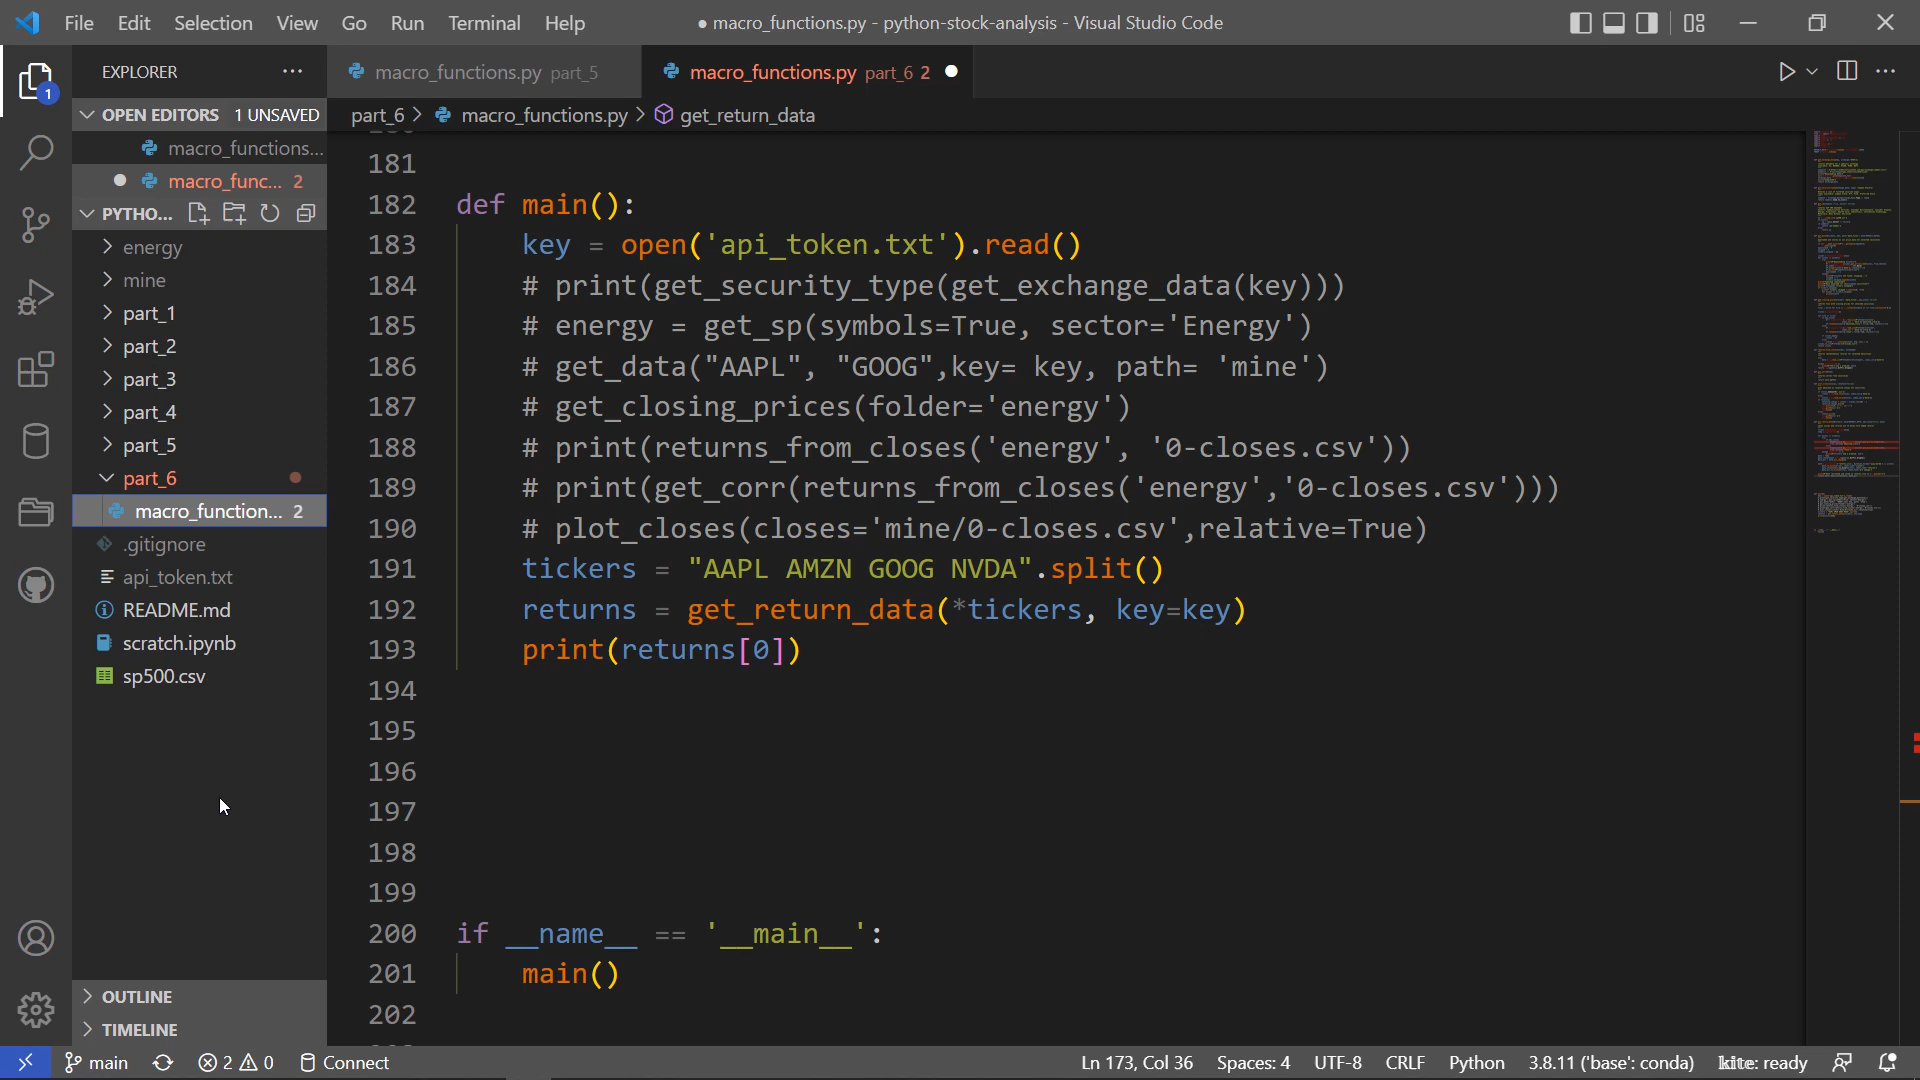 File Edit Selection View Go Run Terminal Help
● macro_functions.py - python-stock-analysis - Visual Studio Code
EXPLORER
OPEN EDITORS 1 UNSAVED
macro_functions...
macro_func... 2
PYTHO...
energy
mine
part_1
part_2
part_3
part_4
part_5
part_6
macro_function... 2
.gitignore
api_token.txt
README.md
scratch.ipynb
sp500.csv
OUTLINE
TIMELINE
1
macro_functions.py part_5
macro_functions.py part_6 2
part_6 > macro_functions.py > get_return_data
181
182 def main():
183 key = open('api_token.txt').read()
184 # print(get_security_type(get_exchange_data(key)))
185 # energy = get_sp(symbols=True, sector='Energy')
186 # get_data("AAPL", "GOOG",key= key, path= 'mine')
187 # get_closing_prices(folder='energy')
188 # print(returns_from_closes('energy', '0-closes.csv'))
189 # print(get_corr(returns_from_closes('energy','0-closes.csv')))
190 # plot_closes(closes='mine/0-closes.csv',relative=True)
191 tickers = "AAPL AMZN GOOG NVDA".split()
192 returns = get_return_data(*tickers, key=key)
193 print(returns[0])
194
195
196
197
198
199
200 if __name__ == '__main__':
201 main()
202
main 2 0 Connect
Ln 173, Col 36 Spaces: 4 UTF-8 CRLF Python 3.8.11 ('base': conda) kite: ready